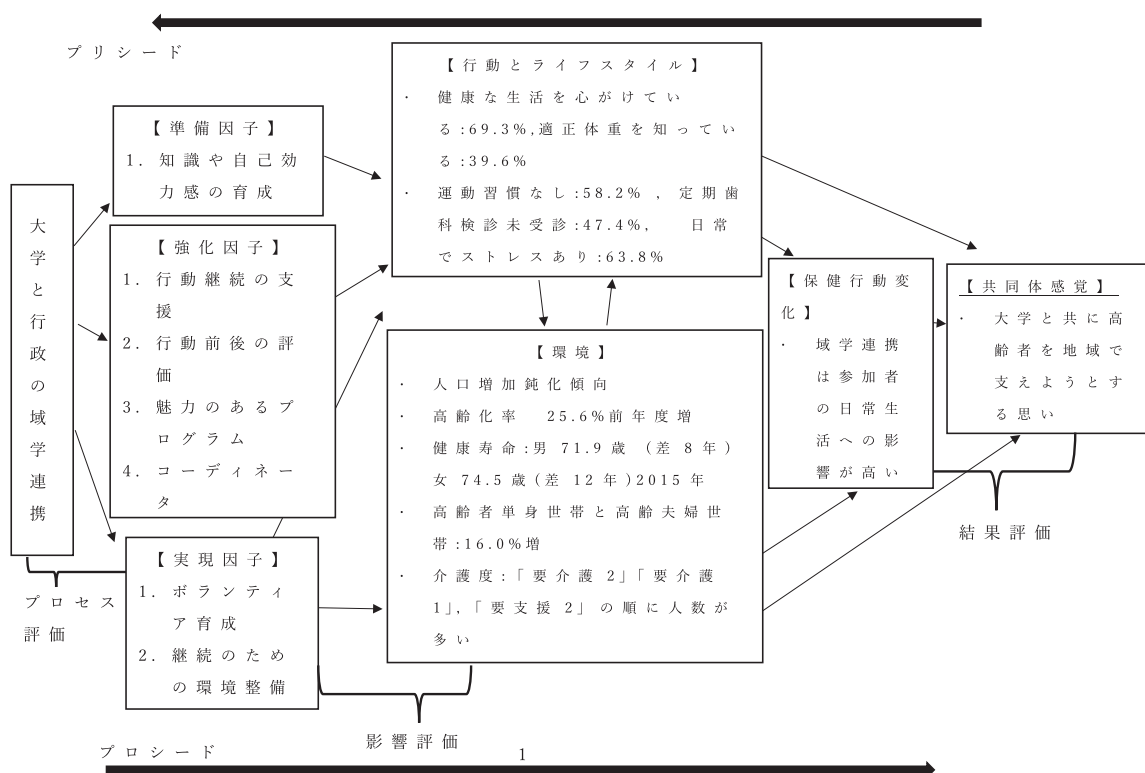 プリシード
【行動とライフスタイル】
・ 健康な生活を心がけてい
る:69.3%,適正体重を知ってい
る:39.6%
・ 運動習慣なし:58.2% , 定期歯
科検診未受診:47.4%, 日常
でストレスあり:63.8%
【準備因子】
1. 知識や自己効
力感の育成
大学と行政の域学連携
【強化因子】
1. 行動継続の支
援
2. 行動前後の評
価
3. 魅力のあるプ
ログラム
4. コーディネー
タ
【環境】
・ 人口増加鈍化傾向
・ 高齢化率 25.6%前年度増
・ 健康寿命:男 71.9 歳 (差 8 年)
女 74.5 歳(差 12 年)2015 年
・ 高齢者単身世帯と高齢夫婦世
帯:16.0%増
・ 介護度:「要介護 2」「要介護
1」,「要支援 2」の順に人数が
多い
【保健行動変
化】
・ 域学連携
は参加者
の日常生
活への影
響が高い
【共同体感覚】
・ 大学と共に高
齢者を地域で
支えようとす
る思い
結果評価
【実現因子】
1. ボランティ
ア育成
2. 継続のため
の環境整備
プロセス
評価
影響評価
プロシード
1